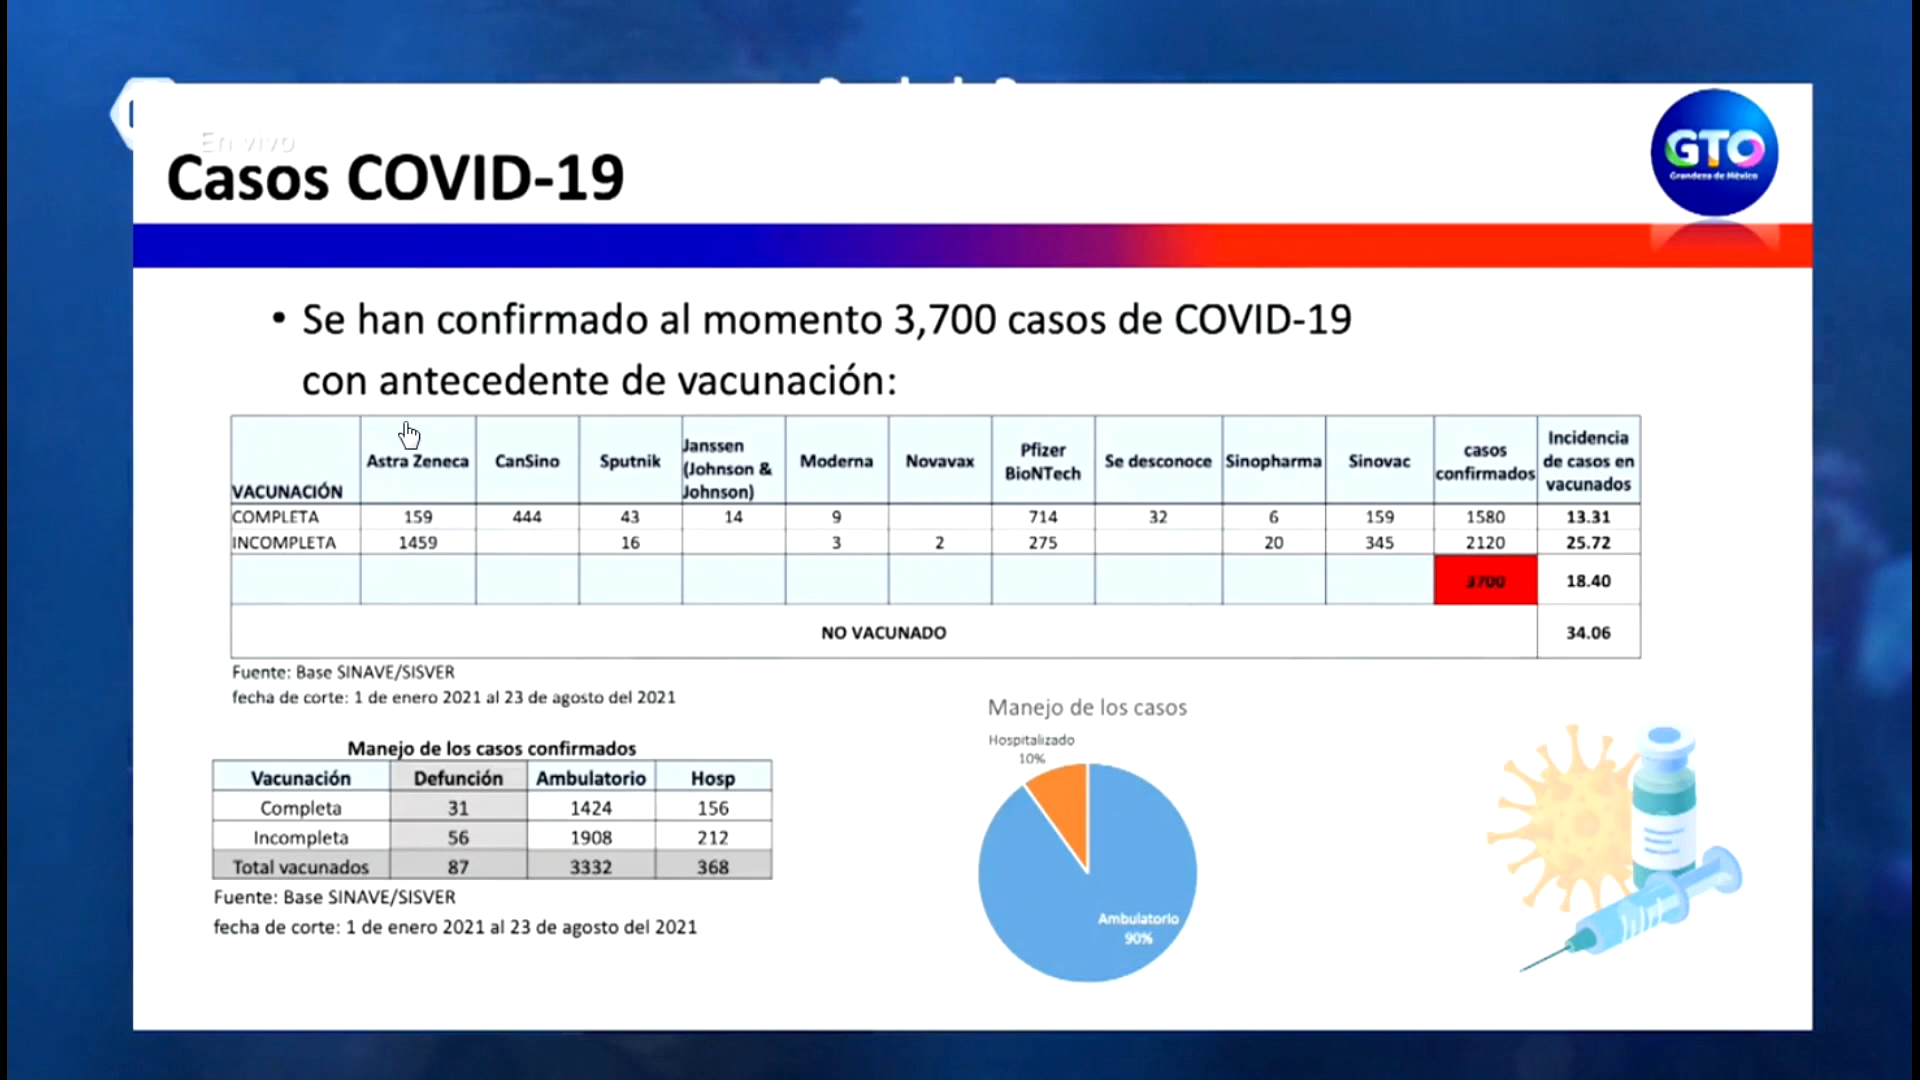 En vivo
Casos COVID-19
GTO
Grandeza de México
• Se han confirmado al momento 3,700 casos de COVID-19
con antecedente de vacunación:
VACUNACIÓN Astra Zeneca CanSino Sputnik Janssen (Johnson & Johnson) Moderna Novavax Pfizer BioNTech Se desconoce Sinopharma Sinovac casos confirmados Incidencia de casos en vacunados
COMPLETA 159 444 43 14 9 714 32 6 159 1580 13.31
INCOMPLETA 1459 16 3 2 275 20 345 2120 25.72
3700 18.40
NO VACUNADO 34.06
Fuente: Base SINAVE/SISVER
fecha de corte: 1 de enero 2021 al 23 de agosto del 2021
Manejo de los casos confirmados
Vacunación Defunción Ambulatorio Hosp
Completa 31 1424 156
Incompleta 56 1908 212
Total vacunados 87 3332 368
Fuente: Base SINAVE/SISVER
fecha de corte: 1 de enero 2021 al 23 de agosto del 2021
Manejo de los casos
Hospitalizado
10%
Ambulatorio
90%